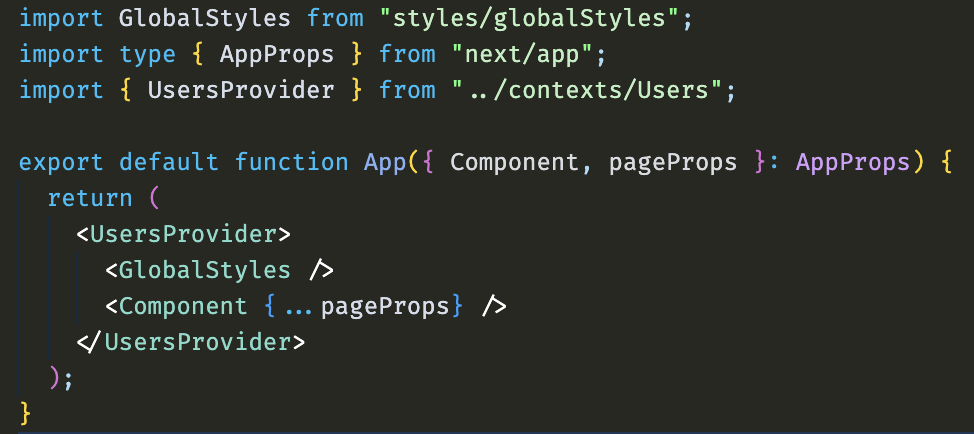 import GlobalStyles from "styles/globalStyles";
import type { AppProps } from "next/app";
import { UsersProvider } from "../contexts/Users";

export default function App({ Component, pageProps }: AppProps) {
  return (
    <UsersProvider>
      <GlobalStyles />
      <Component {...pageProps} />
    </UsersProvider>
  );
}